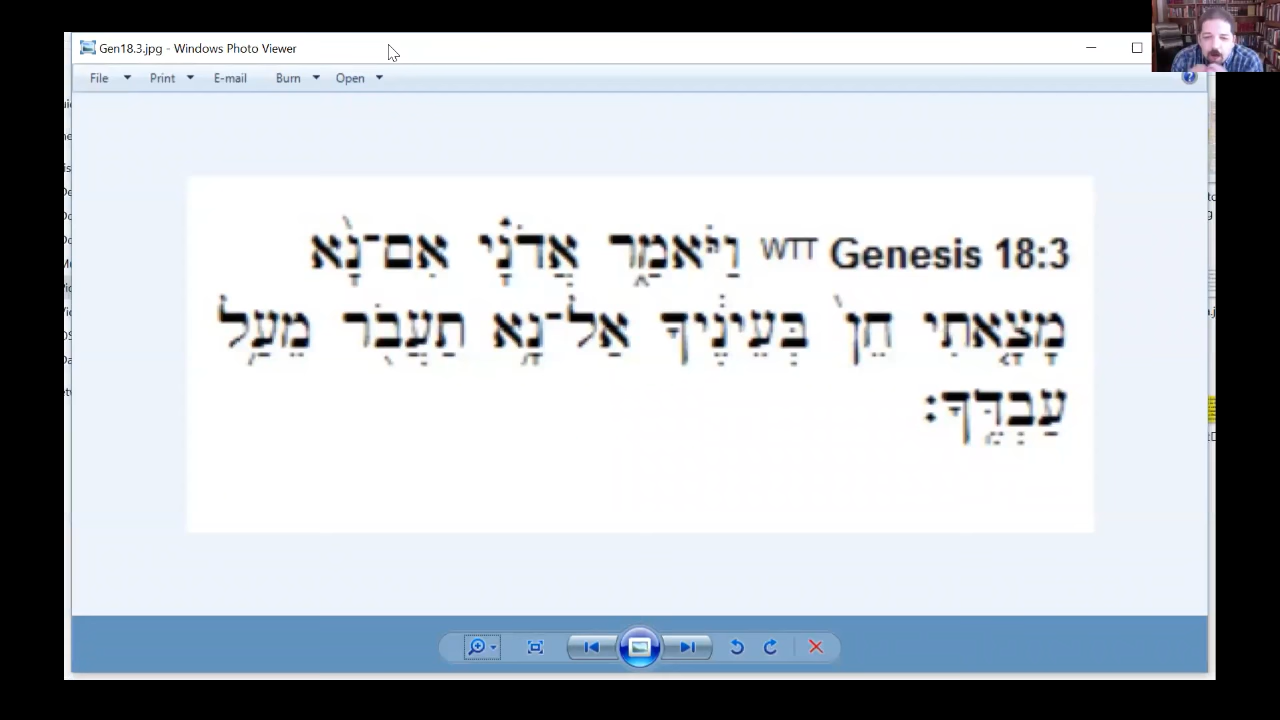 Gen18.3.jpg - Windows Photo Viewer
File Print E-mail Burn Open
WTT Genesis 18:3 וַיֹּאמַ֑ר אֲדֹנָ֗י אִם־נָ֨א
מָצָ֤אתִי חֵן֙ בְּעֵינֶ֔יךָ אַל־נָ֥א תַעֲבֹ֖ר מֵעַ֥ל
עַבְדֶּֽךָ׃